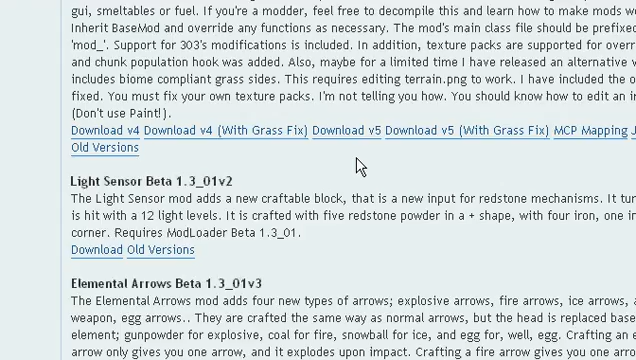 gui, smeltables or fuel. If you're a modder, feel free to decompile this and learn how to make mods
Inherit BaseMod and override any functions as necessary. The mod's main class file should be prefixed
'mod_'. Support for 303's modifications is included. In addition, texture packs are supported for
and chunk population hook was added. Also, maybe for a limited time I have released an alternative
includes biome compliant grass sides. This requires editing terrain.png to work. I have included the
fixed. You must fix your own texture packs. I'm not telling you how. You should know how to edit an
(Don't use Paint!).
Download v4 Download v4 (With Grass Fix) Download v5 Download v5 (With Grass Fix) MCP Mapping
Old Versions
Light Sensor Beta 1.3_01v2
The Light Sensor mod adds a new craftable block, that is a new input for redstone mechanisms. It
is hit with a 12 light levels. It is crafted with five redstone powder in a + shape, with four iron, one
corner. Requires ModLoader Beta 1.3_01.
Download Old Versions
Elemental Arrows Beta 1.3_01v3
The Elemental Arrows mod adds four new types of arrows; explosive arrows, fire arrows, ice arrows,
weapon, egg arrows.. They are crafted the same way as normal arrows, but the head is replaced
element; gunpowder for explosive, coal for fire, snowball for ice, and egg for, well, egg. Crafting an
arrow only gives you one arrow, and it explodes upon impact. Crafting a fire arrow gives you one